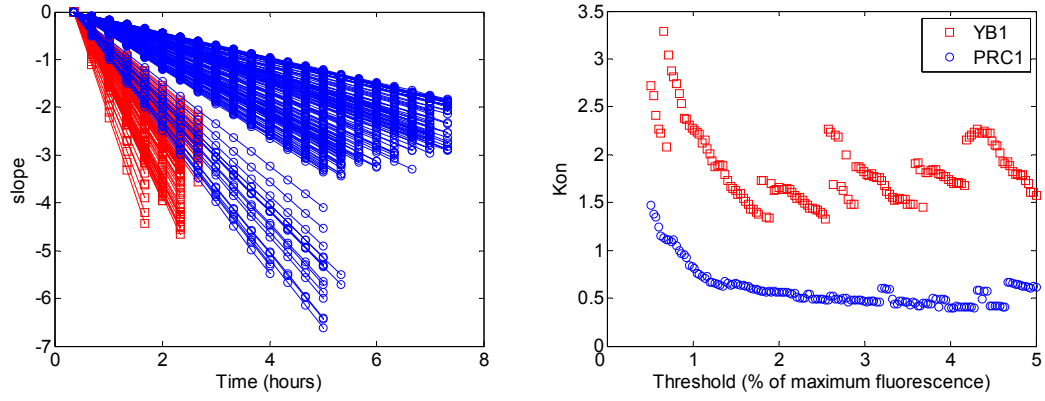 0
-1
-2
-3
-4
-5
-6
-7
0 2 4 6 8
slope
Time (hours)
3.5
3
2.5
2
1.5
1
0.5
0
1 2 3 4 5
Kon
Threshold (% of maximum fluorescence)
YB1
PRC1